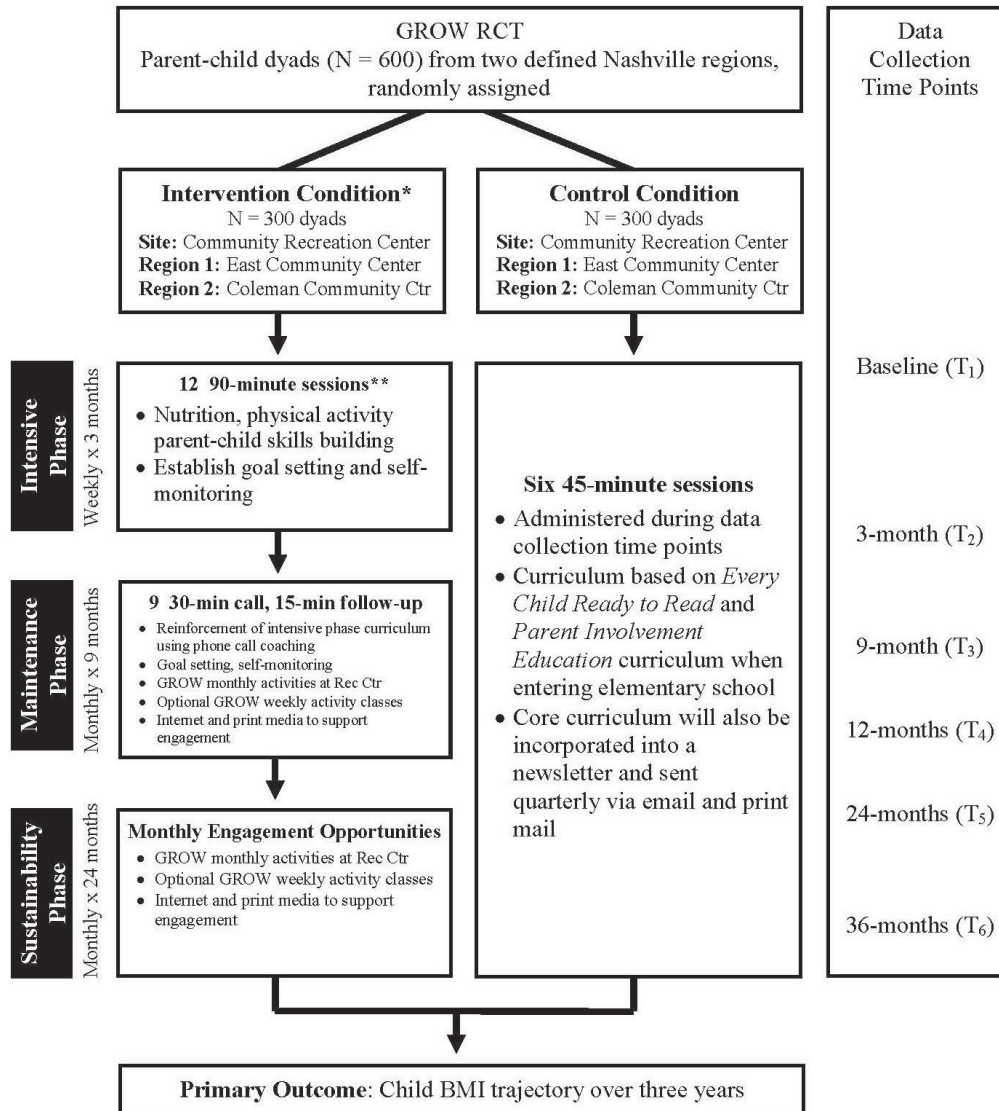 GROW RCT
Parent-child dyads (N = 600) from two defined Nashville regions,
randomly assigned
Data
Collection
Time Points
Intervention Condition*
N = 300 dyads
Site: Community Recreation Center
Region 1: East Community Center
Region 2: Coleman Community Ctr
Control Condition
N = 300 dyads
Site: Community Recreation Center
Region 1: East Community Center
Region 2: Coleman Community Ctr
Intensive
Phase
Weekly x 3 months
12 90-minute sessions**
• Nutrition, physical activity
parent-child skills building
• Establish goal setting and self-
monitoring
Maintenance
Phase
Monthly x 9 months
9 30-min call, 15-min follow-up
• Reinforcement of intensive phase curriculum
using phone call coaching
• Goal setting, self-monitoring
• GROW monthly activities at Rec Ctr
• Optional GROW weekly activity classes
• Internet and print media to support
engagement
Sustainability
Phase
Monthly x 24 months
Monthly Engagement Opportunities
• GROW monthly activities at Rec Ctr
• Optional GROW weekly activity classes
• Internet and print media to support
engagement
Six 45-minute sessions
• Administered during data
collection time points
• Curriculum based on Every
Child Ready to Read and
Parent Involvement
Education curriculum when
entering elementary school
• Core curriculum will also be
incorporated into a
newsletter and sent
quarterly via email and print
mail
Baseline (T₁)
3-month (T₂)
9-month (T₃)
12-months (T₄)
24-months (T₅)
36-months (T₆)
Primary Outcome: Child BMI trajectory over three years